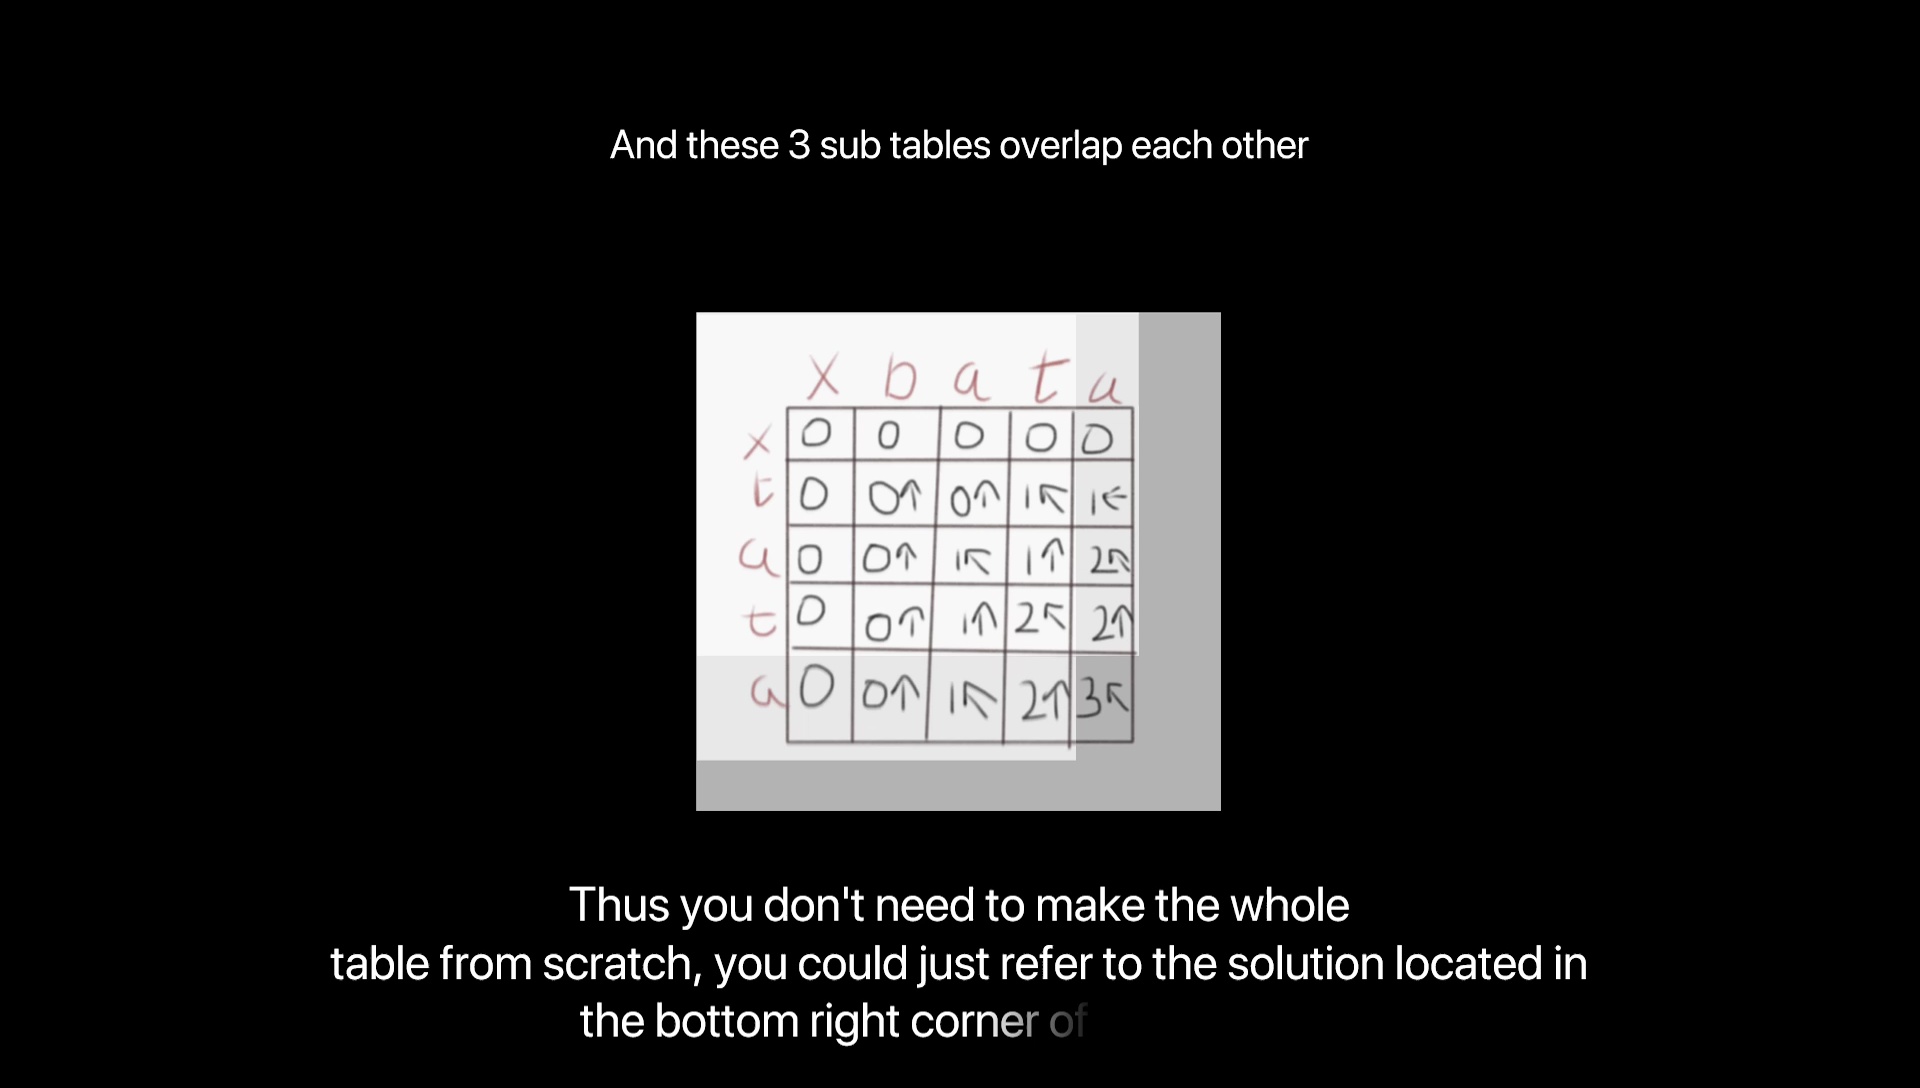 And these 3 sub tables overlap each other
x b a t a
x 0 0 0 0 0
t 0 0↑ 0↑ 1↖ 1←
a 0 0↑ 1↖ 1↑ 2↖
t 0 0↑ 1↑ 2↖ 2↑
a 0 0↑ 1↖ 2↑ 3↖
Thus you don't need to make the whole
table from scratch, you could just refer to the solution located in
the bottom right corner of